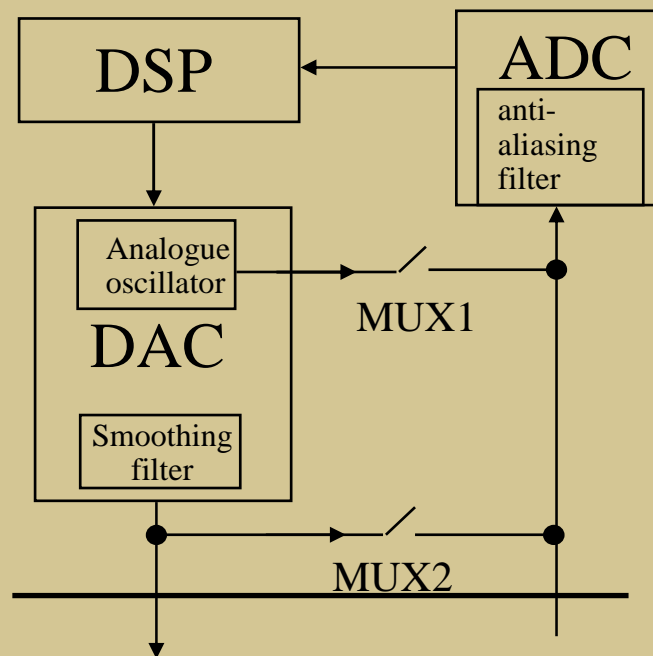 DSP
ADC
anti-
aliasing
filter
Analogue
oscillator
MUX1
DAC
Smoothing
filter
MUX2